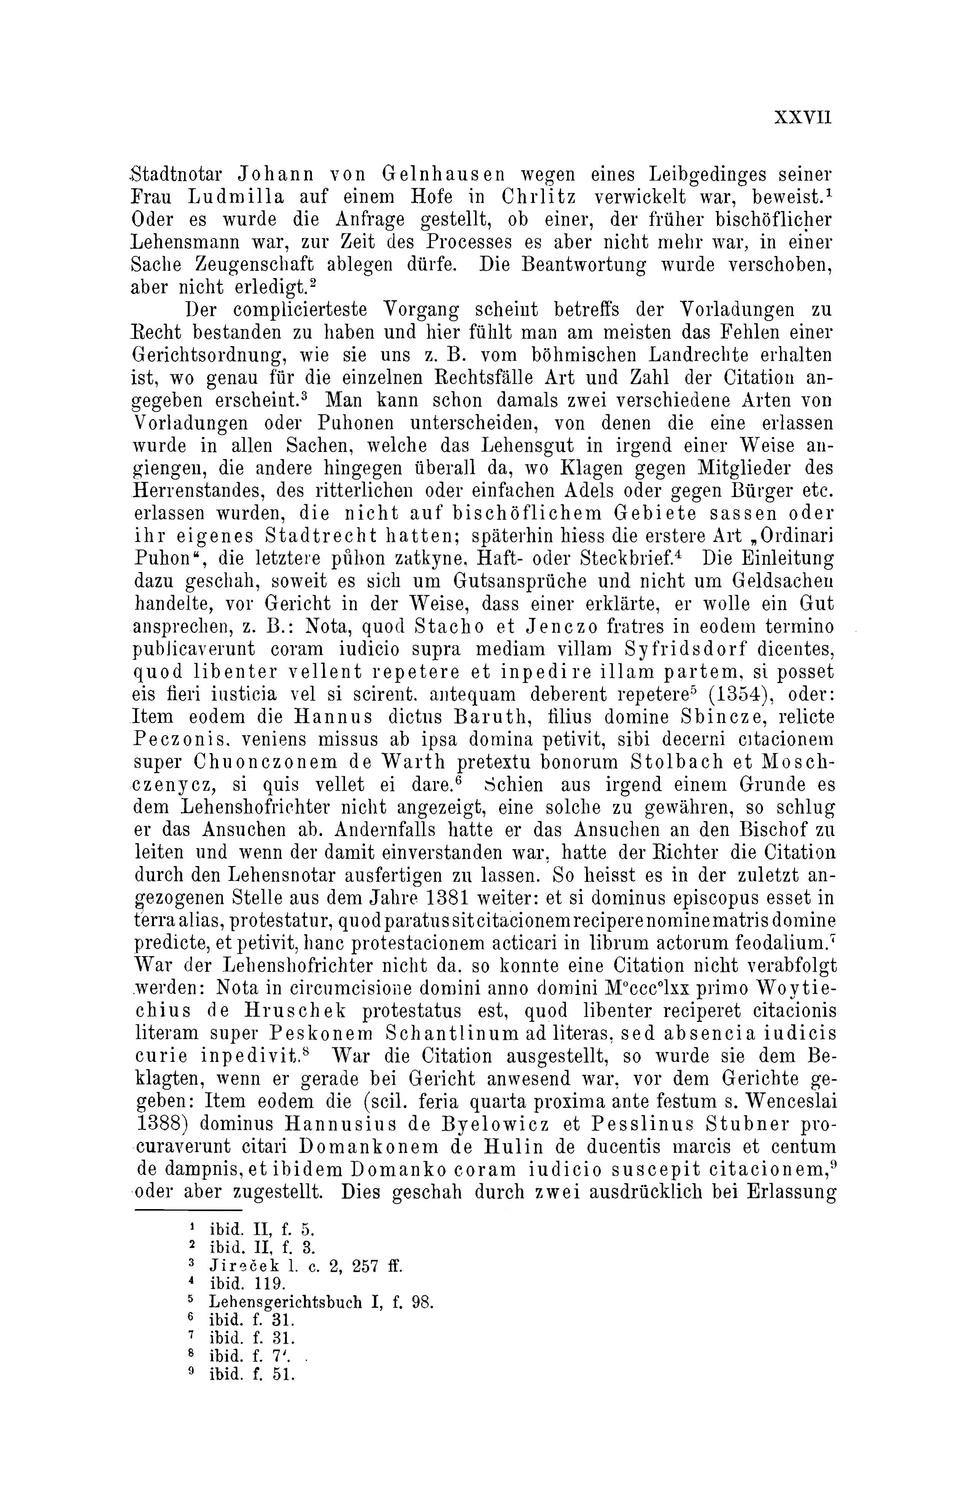 XXVII
Stadtnotar Johann von Gelnhausen wegen eines Leibgedinges seiner
Frau Ludmilla auf einem Hofe in Chrlitz verwickelt war, beweist.¹
Oder es wurde die Anfrage gestellt, ob einer, der früher bischöflicher
Lehensmann war, zur Zeit des Processes es aber nicht mehr war, in einer
Sache Zeugenschaft ablegen dürfe. Die Beantwortung wurde verschoben,
aber nicht erledigt.²
Der complicierteste Vorgang scheint betreffs der Vorladungen zu
Recht bestanden zu haben und hier fühlt man am meisten das Fehlen einer
Gerichtsordnung, wie sie uns z. B. vom böhmischen Landrechte erhalten
ist, wo genau für die einzelnen Rechtsfälle Art und Zahl der Citation an-
gegeben erscheint.³ Man kann schon damals zwei verschiedene Arten von
Vorladungen oder Puhonen unterscheiden, von denen die eine erlassen
wurde in allen Sachen, welche das Lehensgut in irgend einer Weise an-
giengen, die andere hingegen überall da, wo Klagen gegen Mitglieder des
Herrenstandes, des ritterlichen oder einfachen Adels oder gegen Bürger etc.
erlassen wurden, die nicht auf bischöflichem Gebiete sassen oder
ihr eigenes Stadtrecht hatten; späterhin hiess die erstere Art „Ordinari
Puhon“, die letztere půhon zatkyne, Haft- oder Steckbrief.⁴ Die Einleitung
dazu geschah, soweit es sich um Gutsansprüche und nicht um Geldsachen
handelte, vor Gericht in der Weise, dass einer erklärte, er wolle ein Gut
ansprechen, z. B.: Nota, quod Stacho et Jenczo fratres in eodem termino
publicaverunt coram iudicio supra mediam villam Syfridsdorf dicentes,
quod libenter vellent repetere et inpedire illam partem, si posset
eis fieri iusticia vel si scirent, antequam deberent repetere⁵ (1354), oder:
Item eodem die Hannus dictus Baruth, filius domine Sbincze, relicte
Peczonis, veniens missus ab ipsa domina petivit, sibi decerni citacionem
super Chuonczonem de Warth pretextu bonorum Stolbach et Mosch-
czenycz, si quis vellet ei dare.⁶ Schien aus irgend einem Grunde es
dem Lehenshofrichter nicht angezeigt, eine solche zu gewähren, so schlug
er das Ansuchen ab. Andernfalls hatte er das Ansuchen an den Bischof zu
leiten und wenn der damit einverstanden war, hatte der Richter die Citation
durch den Lehensnotar ausfertigen zu lassen. So heisst es in der zuletzt an-
gezogenen Stelle aus dem Jahre 1381 weiter: et si dominus episcopus esset in
terra alias, protestatur, quod paratus sit citacionem recipere nomine matris domine
predicte, et petivit, hanc protestacionem acticari in librum actorum feodalium.⁷
War der Lehenshofrichter nicht da, so konnte eine Citation nicht verabfolgt
werden: Nota in circumcisione domini anno domini M°ccc°lxx primo Woytie-
chius de Hruschek protestatus est, quod libenter reciperet citacionis
literam super Peskonem Schantlinum ad literas, sed absencia iudicis
curie inpedivit.⁸ War die Citation ausgestellt, so wurde sie dem Be-
klagten, wenn er gerade bei Gericht anwesend war, vor dem Gerichte ge-
geben: Item eodem die (scil. feria quarta proxima ante festum s. Wenceslai
1388) dominus Hannusius de Byelowicz et Pesslinus Stubner pro-
curaverunt citari Domankonem de Hulin de ducentis marcis et centum
de dampnis, et ibidem Domanko coram iudicio suscepit citacionem,⁹
oder aber zugestellt. Dies geschah durch zwei ausdrücklich bei Erlassung
¹ ibid. II, f. 5.
² ibid. II, f. 3.
³ Jireček l. c. 2, 257 ff.
⁴ ibid. 119.
⁵ Lehensgerichtsbuch I, f. 98.
⁶ ibid. f. 31.
⁷ ibid. f. 31.
⁸ ibid. f. 7'.
⁹ ibid. f. 51.